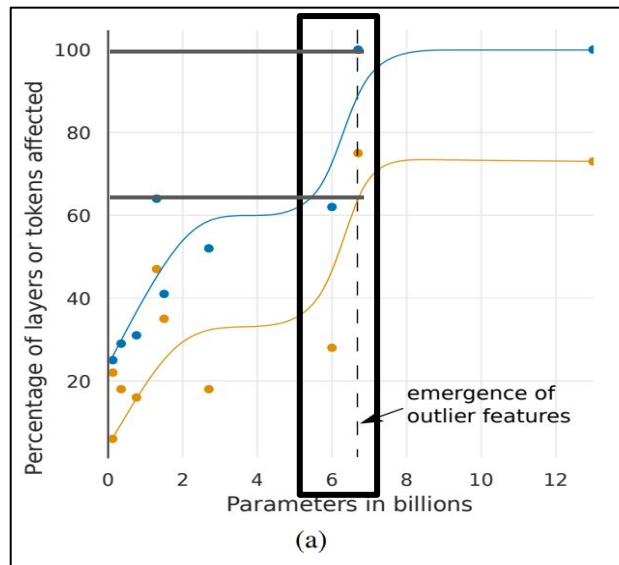 Percentage of layers or tokens affected
100
80
60
40
20
emergence of
outlier features
0
2
4
6
8
10
12
Parameters in billions
(a)